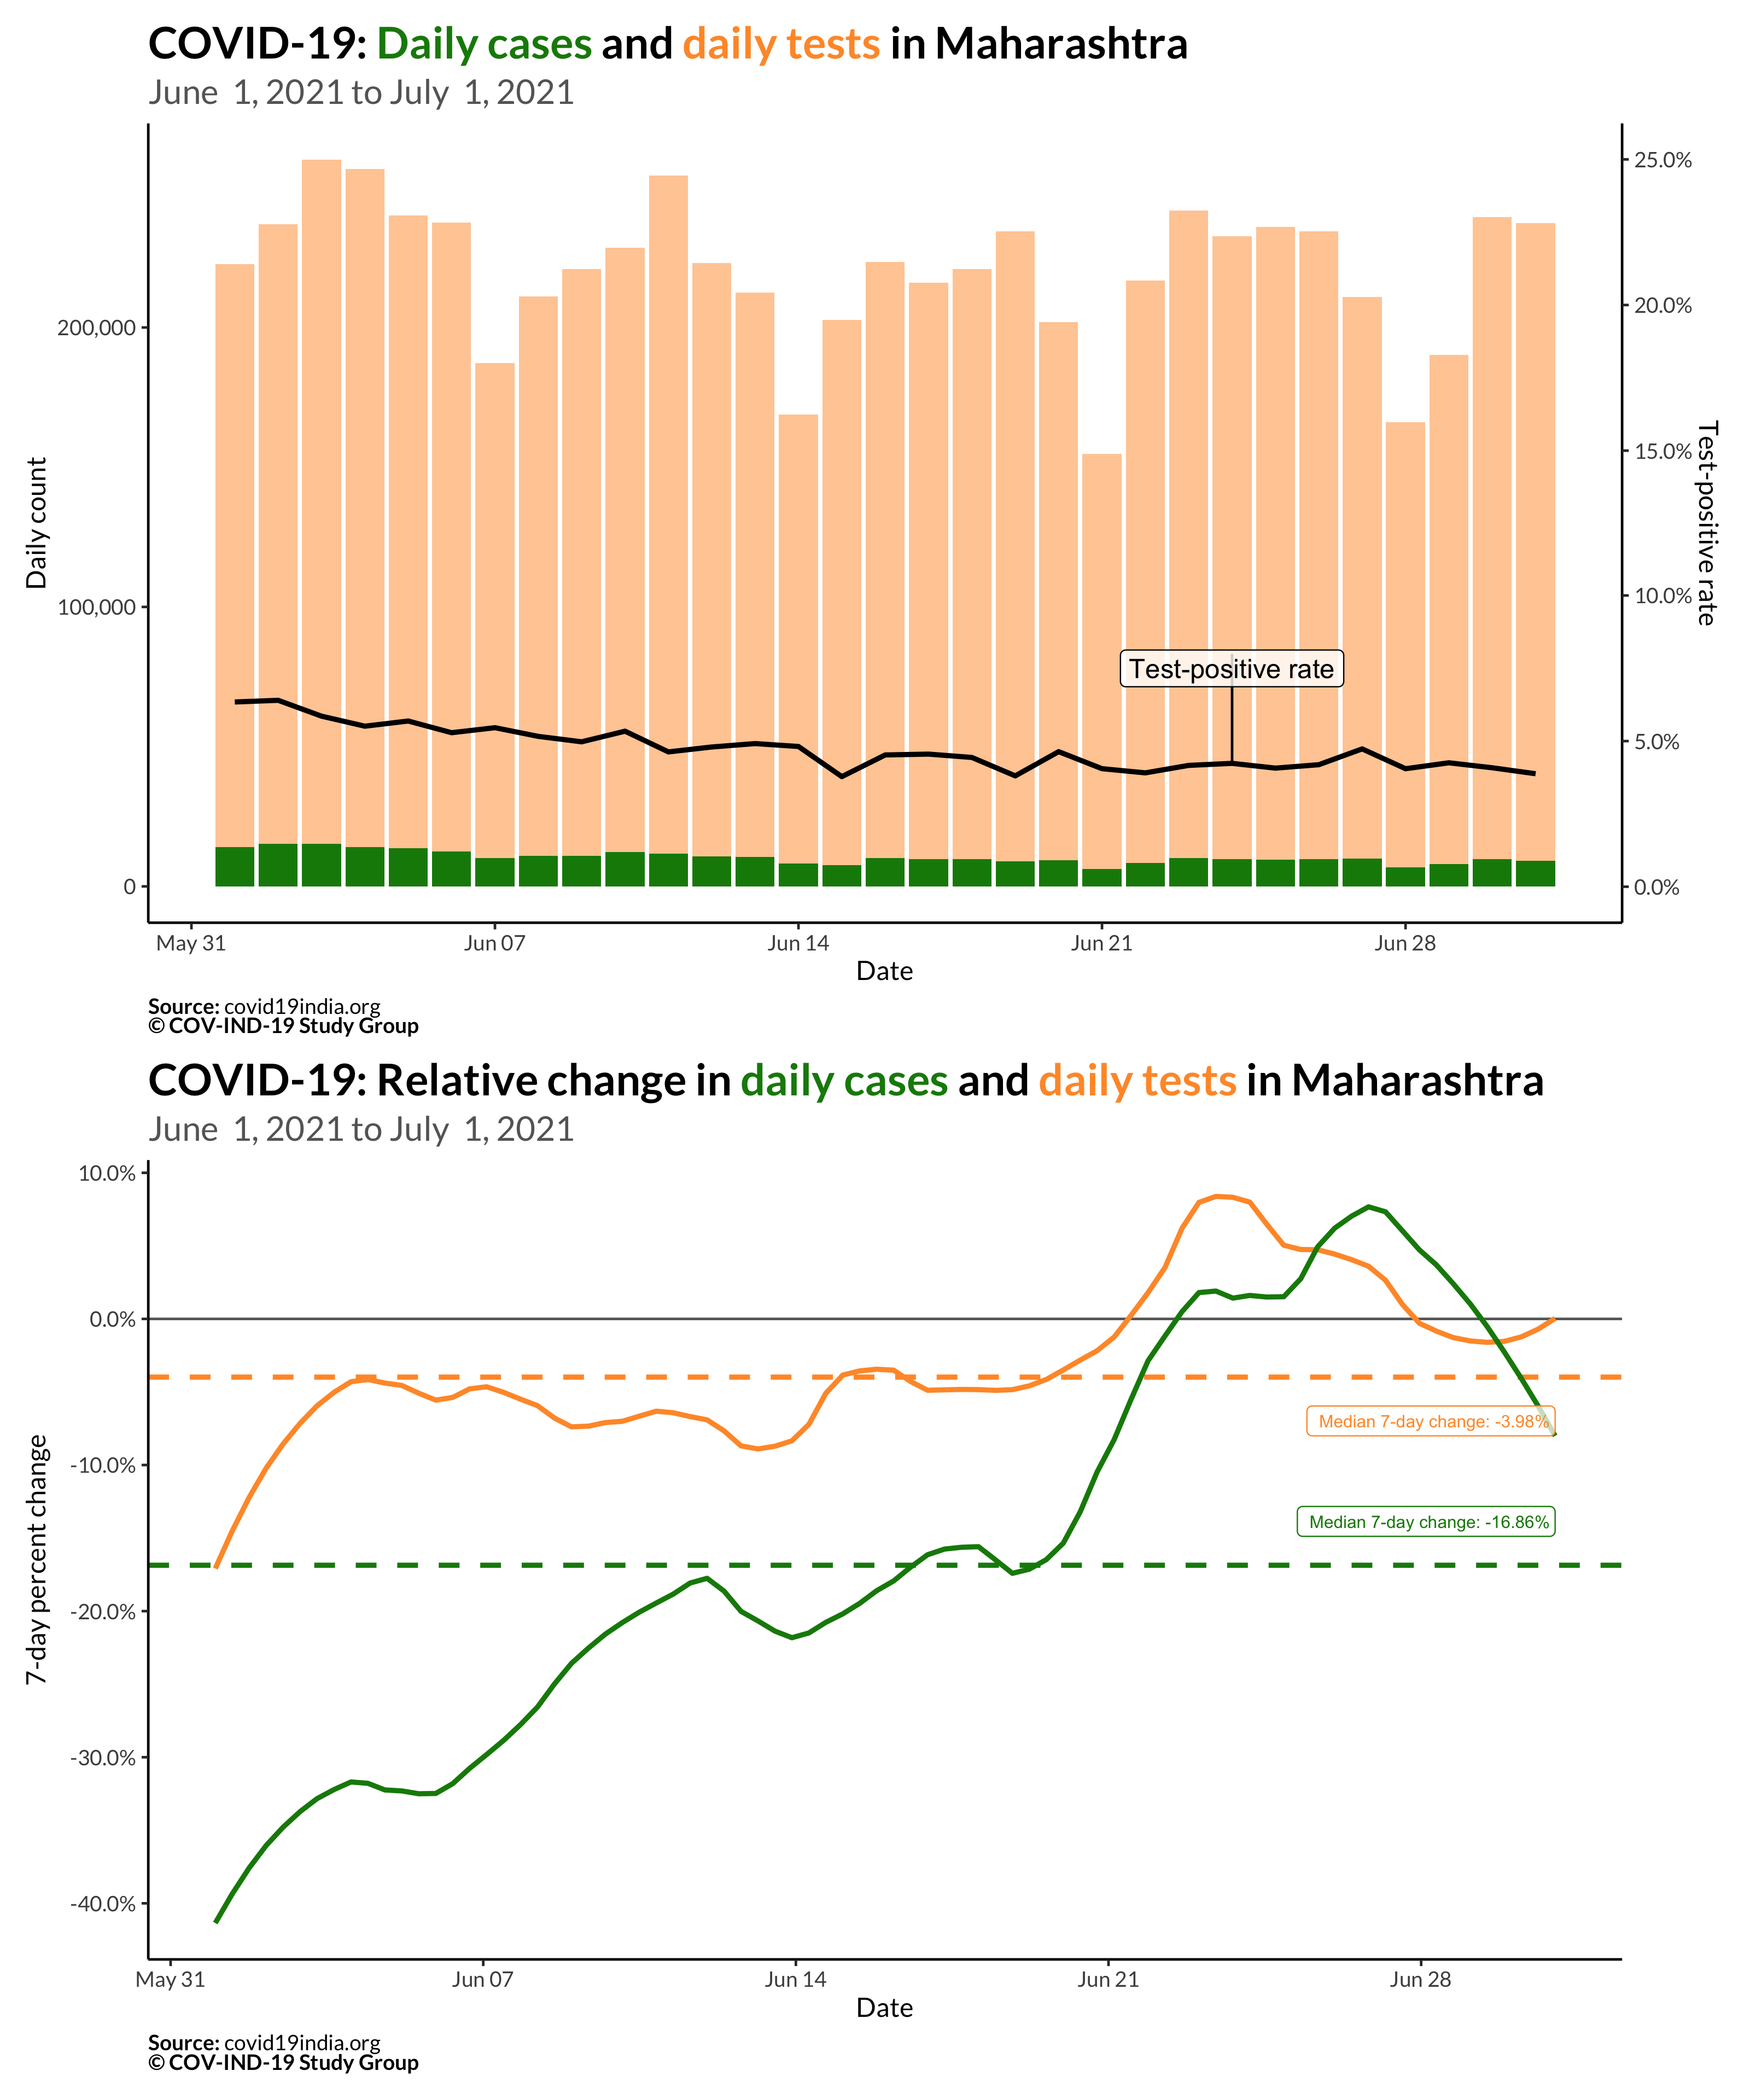 COVID-19: Daily cases and daily tests in Maharashtra
June 1, 2021 to July 1, 2021
25.0%
20.0%
200,000
15.0%
Daily count
Test-positive rate
100,000
10.0%
Test-positive rate
5.0%
0
0.0%
May 31
Jun 07
Jun 14
Jun 21
Jun 28
Date
Source: covid19india.org
© COV-IND-19 Study Group
COVID-19: Relative change in daily cases and daily tests in Maharashtra
June 1, 2021 to July 1, 2021
10.0%
0.0%
Median 7-day change: -3.98%
-10.0%
Median 7-day change: -16.86%
7-day percent change
-20.0%
-30.0%
-40.0%
May 31
Jun 07
Jun 14
Jun 21
Jun 28
Date
Source: covid19india.org
© COV-IND-19 Study Group